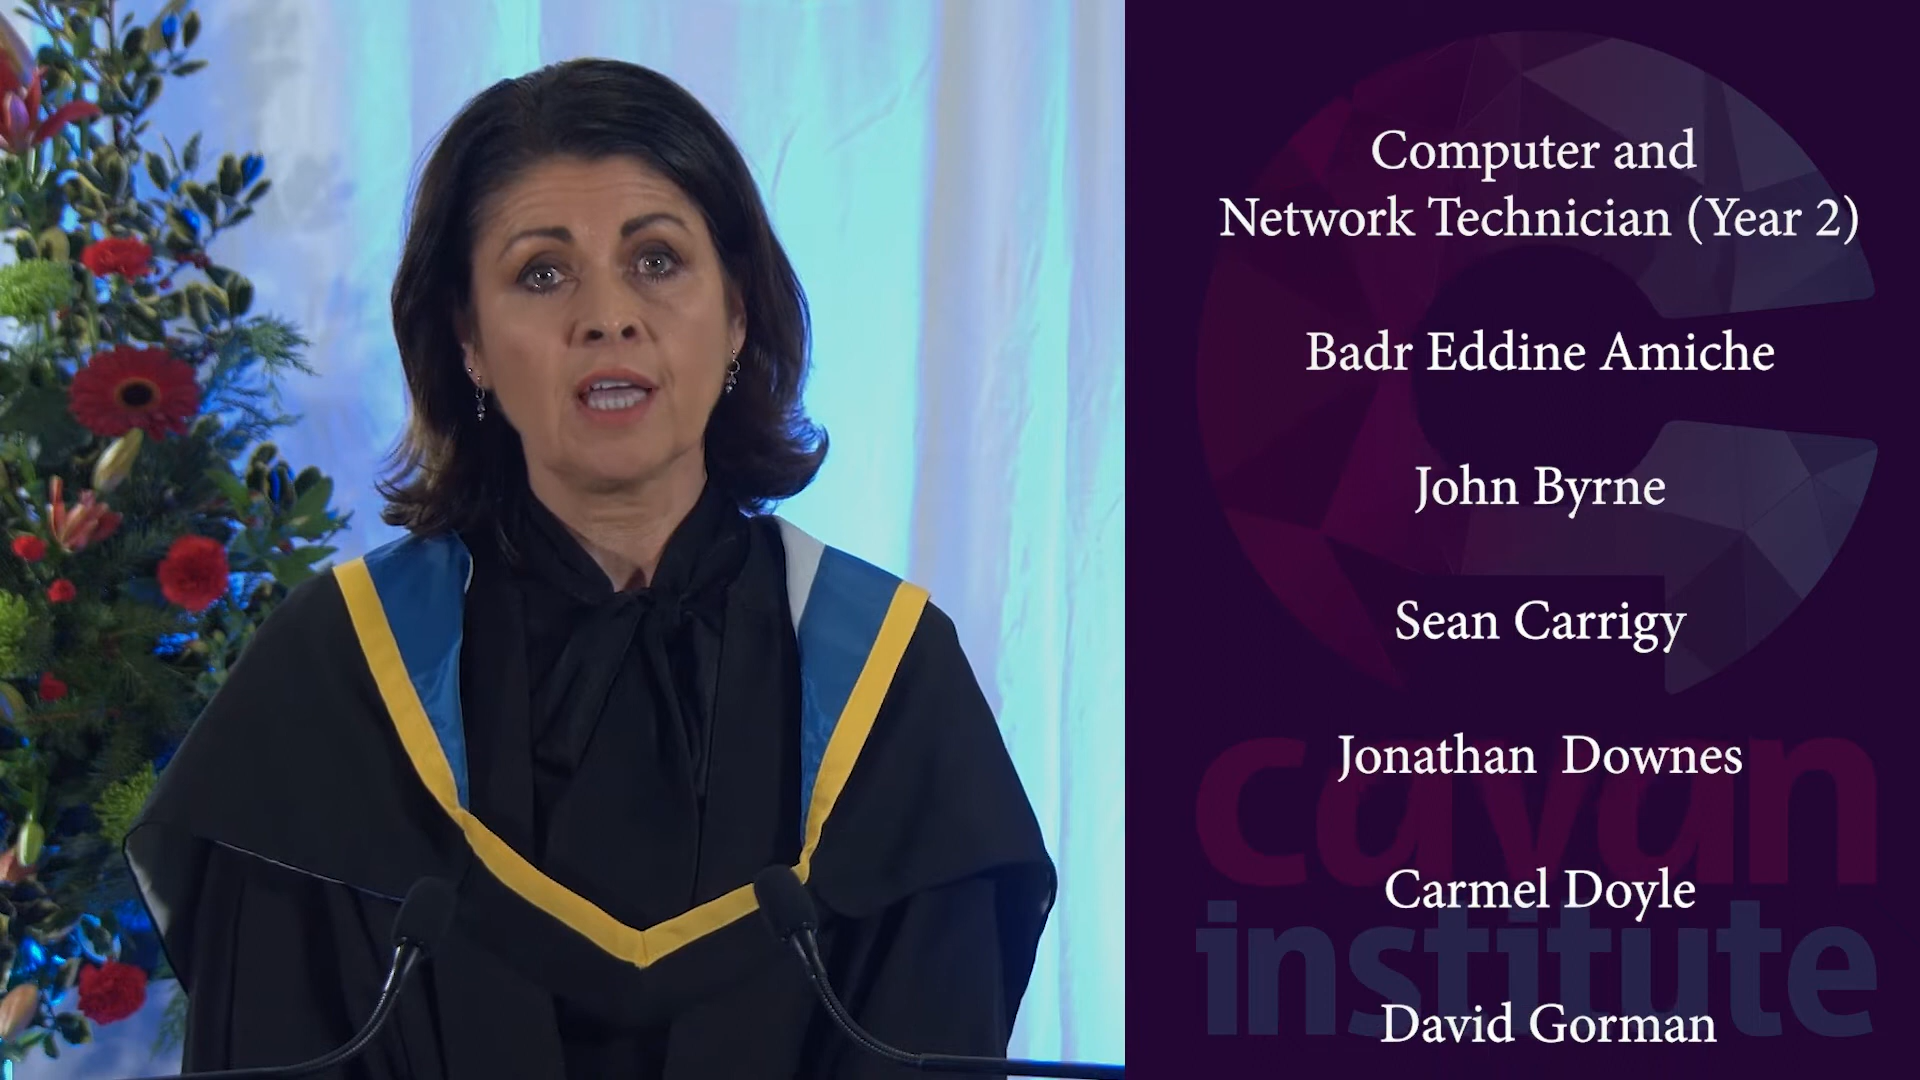 Computer and
Network Technician (Year 2)
Badr Eddine Amiche
John Byrne
Sean Carrigy
Jonathan Downes
Carmel Doyle
David Gorman
cavan
institute